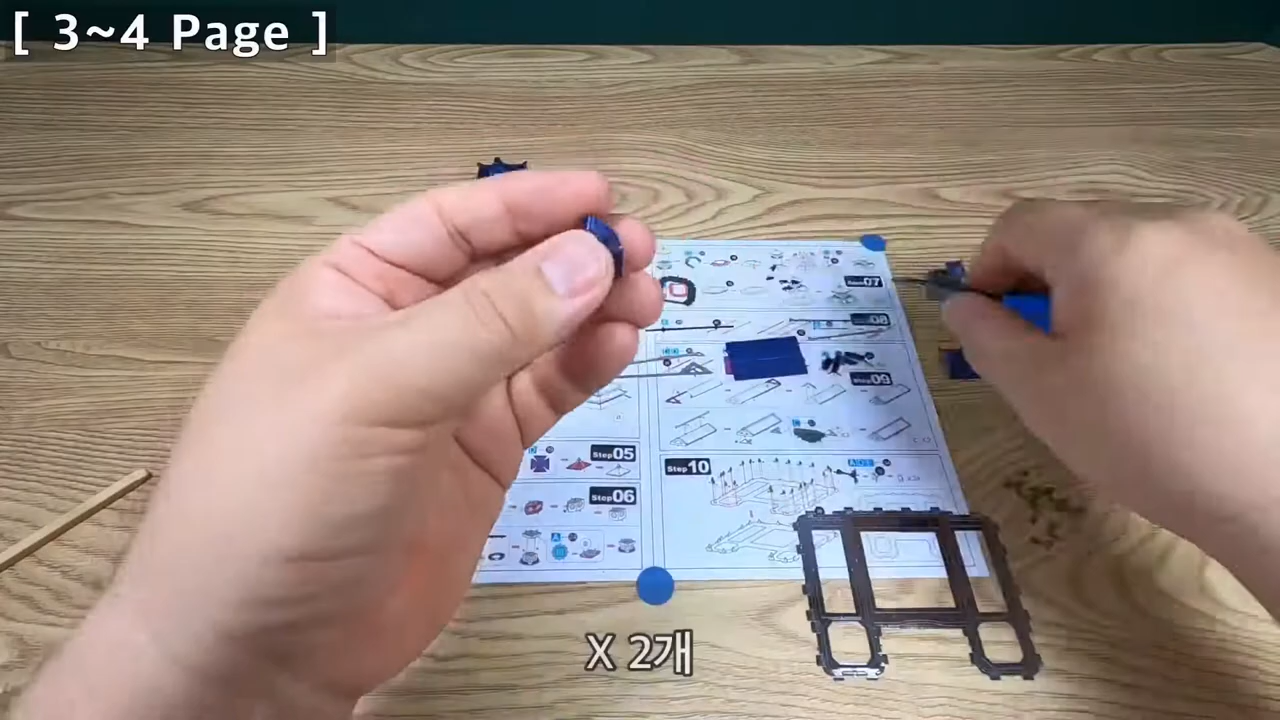 [ 3~4 Page ]
Step07
Step08
Step09
Step05
Step10
Step06
X 2개